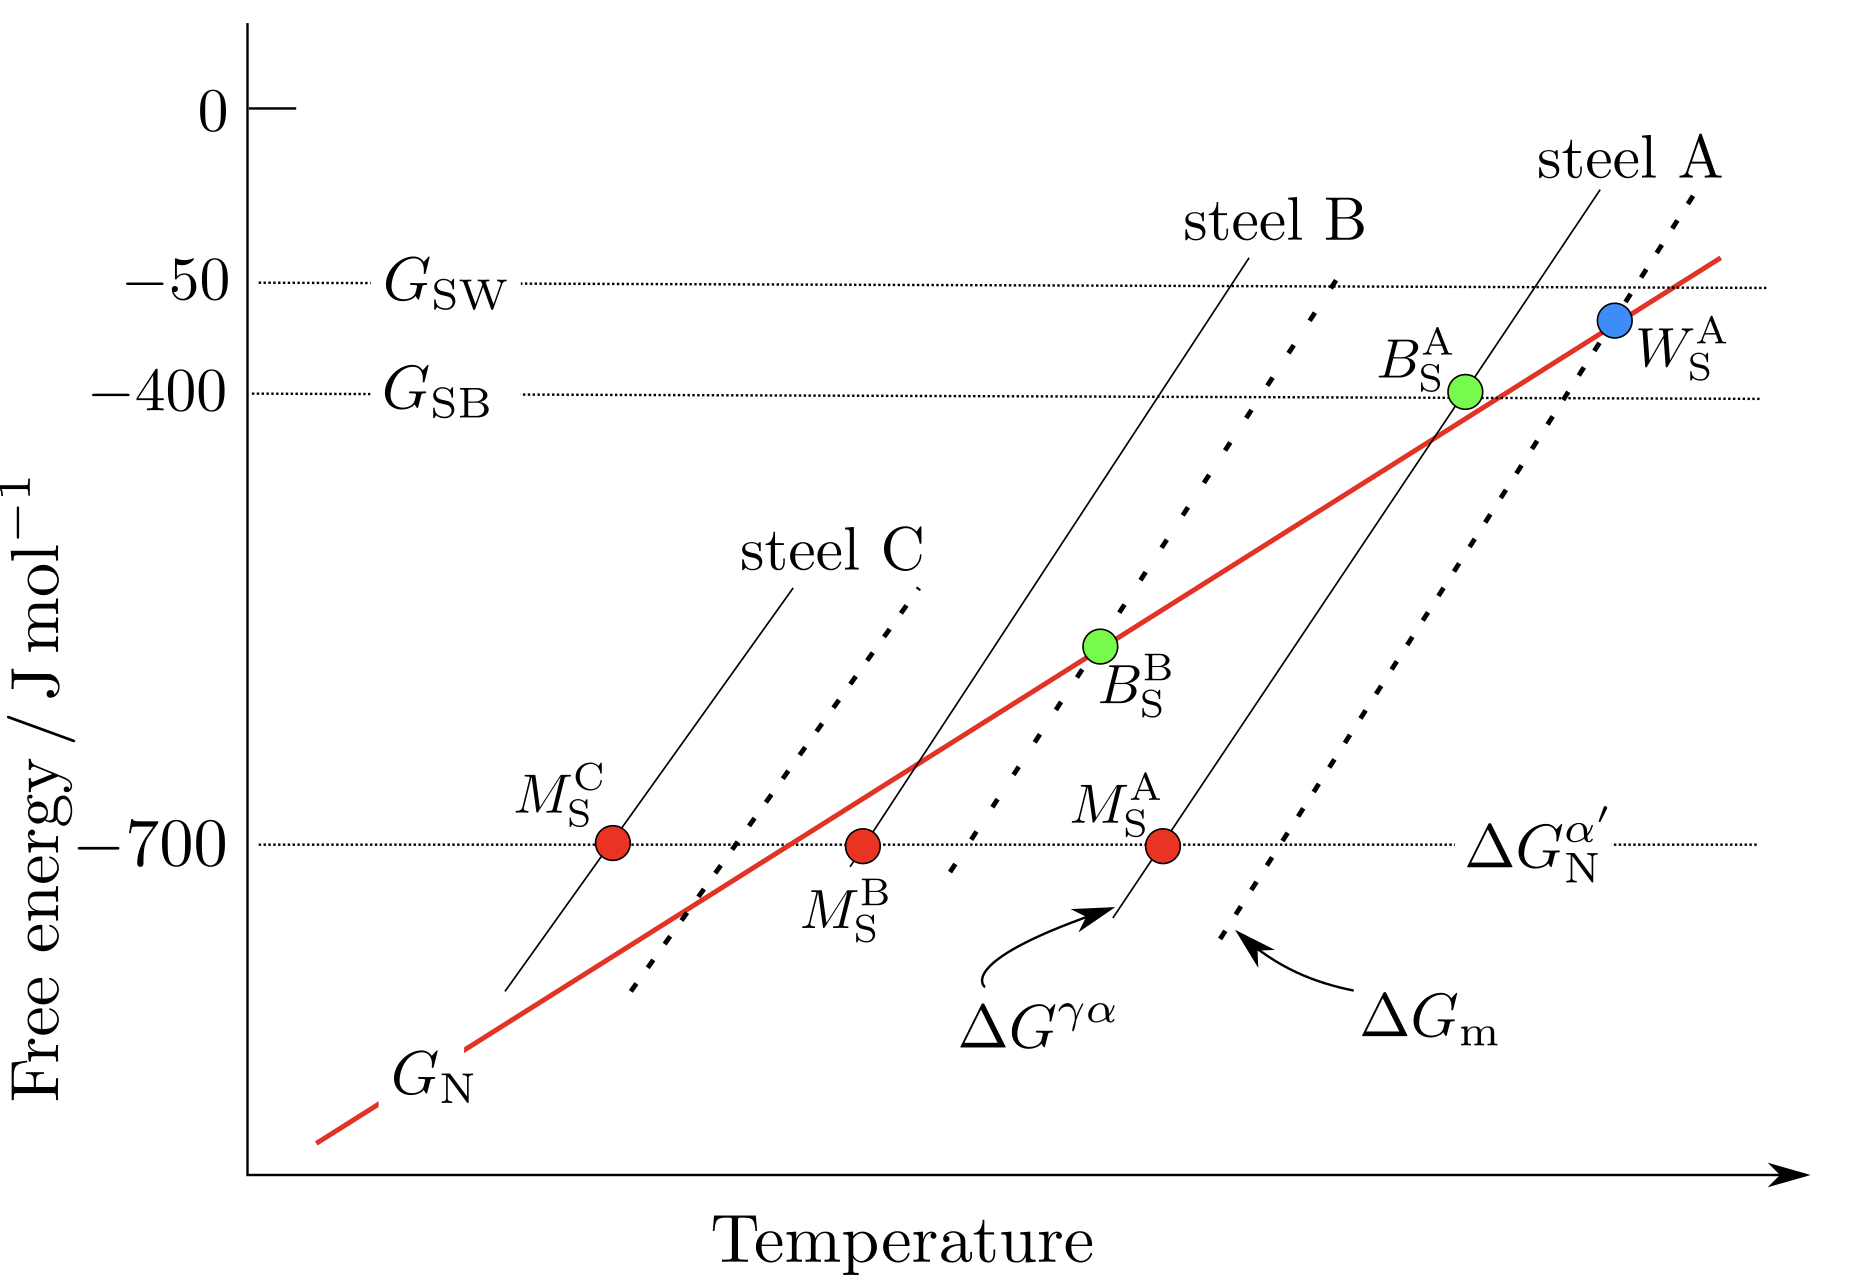 0
steel A
steel B
−50
G_SW
B_S^A
W_S^A
−400
G_SB
steel C
B_S^B
M_S^C
M_S^A
−700
ΔG_N^α′
M_S^B
ΔG^γα
ΔG_m
G_N
Free energy / J mol⁻¹
Temperature